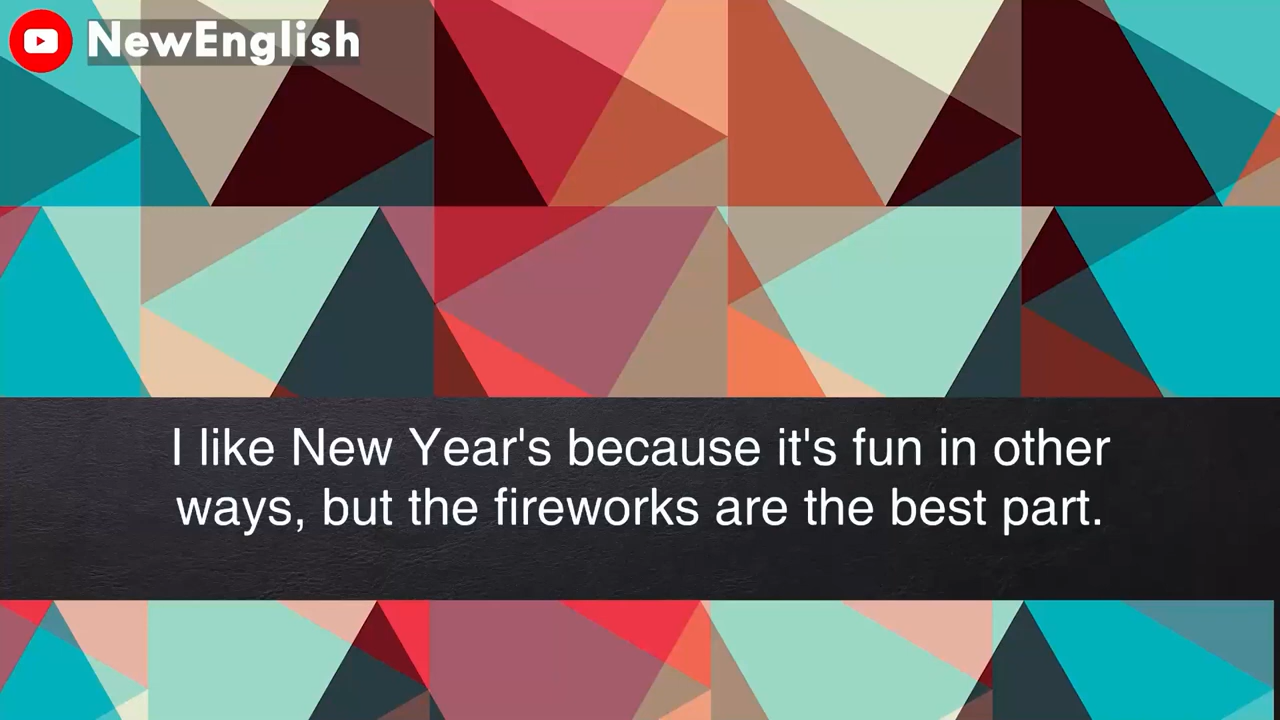 NewEnglish
I like New Year's because it's fun in other
ways, but the fireworks are the best part.